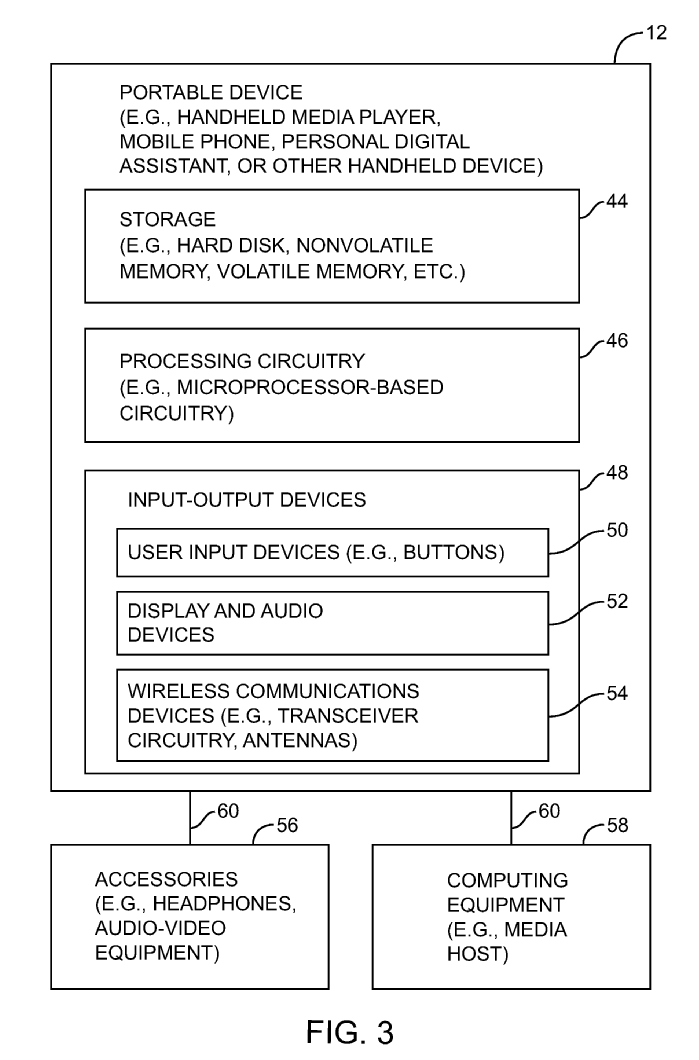 12
PORTABLE DEVICE
(E.G., HANDHELD MEDIA PLAYER,
MOBILE PHONE, PERSONAL DIGITAL
ASSISTANT, OR OTHER HANDHELD DEVICE)
44
STORAGE
(E.G., HARD DISK, NONVOLATILE
MEMORY, VOLATILE MEMORY, ETC.)
46
PROCESSING CIRCUITRY
(E.G., MICROPROCESSOR-BASED
CIRCUITRY)
48
INPUT-OUTPUT DEVICES
50
USER INPUT DEVICES (E.G., BUTTONS)
52
DISPLAY AND AUDIO
DEVICES
54
WIRELESS COMMUNICATIONS
DEVICES (E.G., TRANSCEIVER
CIRCUITRY, ANTENNAS)
60
56
60
58
ACCESSORIES
(E.G., HEADPHONES,
AUDIO-VIDEO
EQUIPMENT)
COMPUTING
EQUIPMENT
(E.G., MEDIA
HOST)
FIG. 3